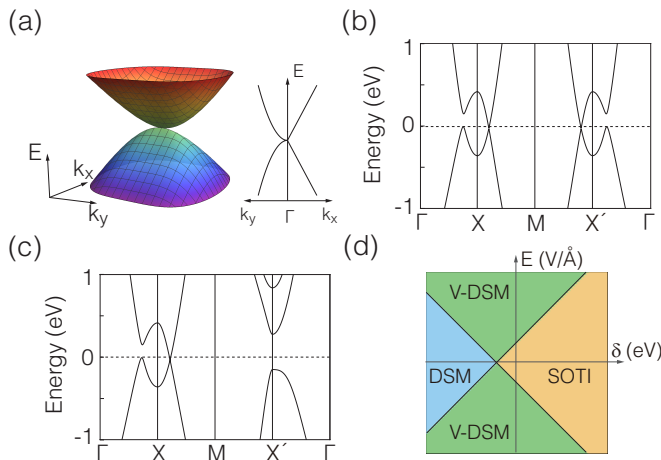 (a)
E
k_x
k_y
E
k_y
Γ
k_x
(b)
Energy (eV)
1
0
-1
Γ
X
M
X′
Γ
(c)
Energy (eV)
1
0
-1
Γ
X
M
X′
Γ
(d)
E (V/Å)
V-DSM
δ (eV)
DSM
SOTI
V-DSM